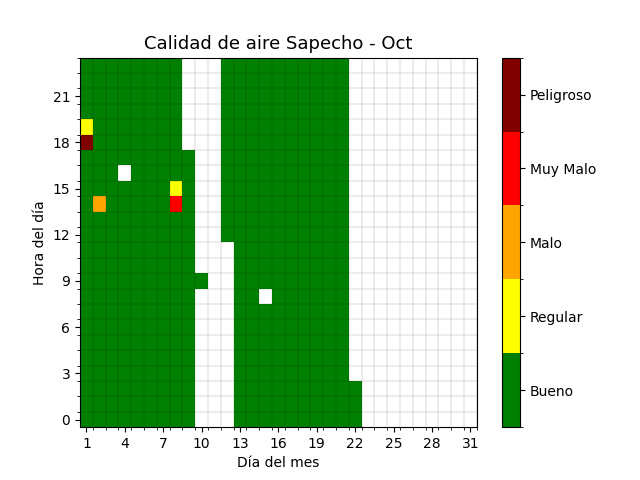 Calidad de aire Sapecho - Oct
21
18
15
12
9
6
3
0
Hora del día
1 4 7 10 13 16 19 22 25 28 31
Día del mes
Peligroso
Muy Malo
Malo
Regular
Bueno